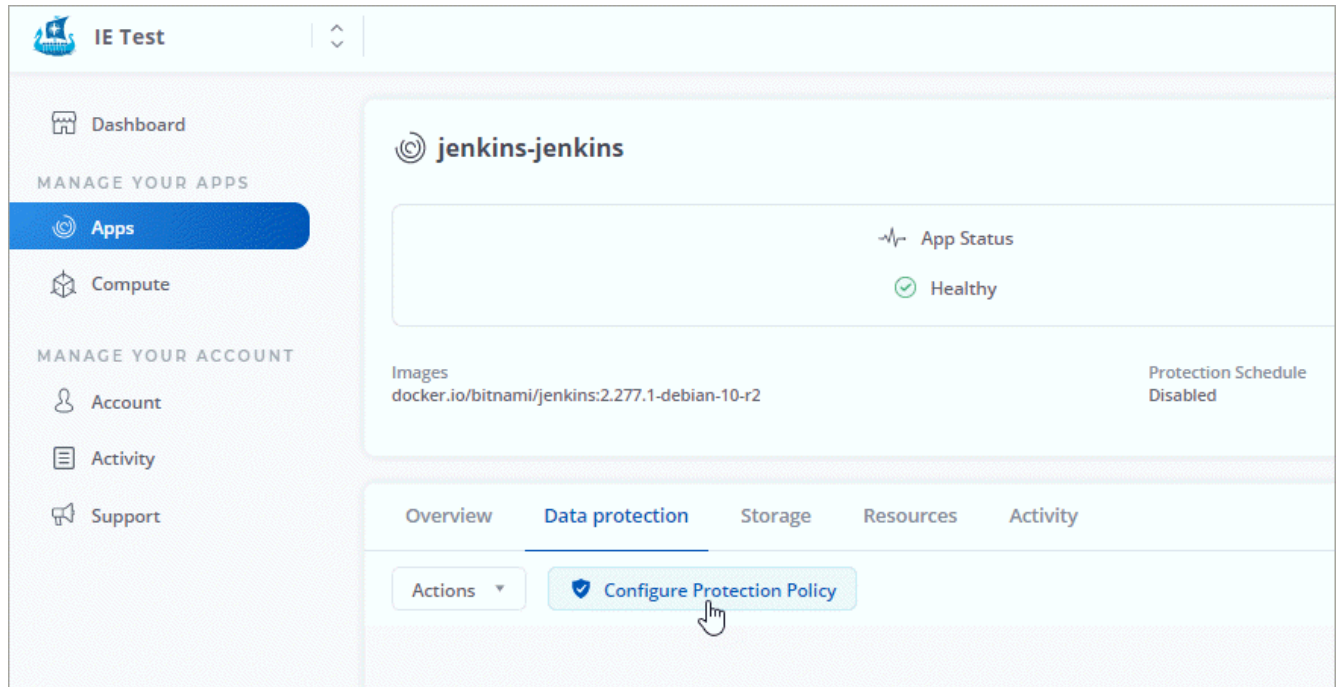 IE Test
Dashboard
MANAGE YOUR APPS
Apps
Compute
MANAGE YOUR ACCOUNT
Account
Activity
Support
jenkins-jenkins
App Status
Healthy
Images
docker.io/bitnami/jenkins:2.277.1-debian-10-r2
Protection Schedule
Disabled
Overview Data protection Storage Resources Activity
Actions Configure Protection Policy